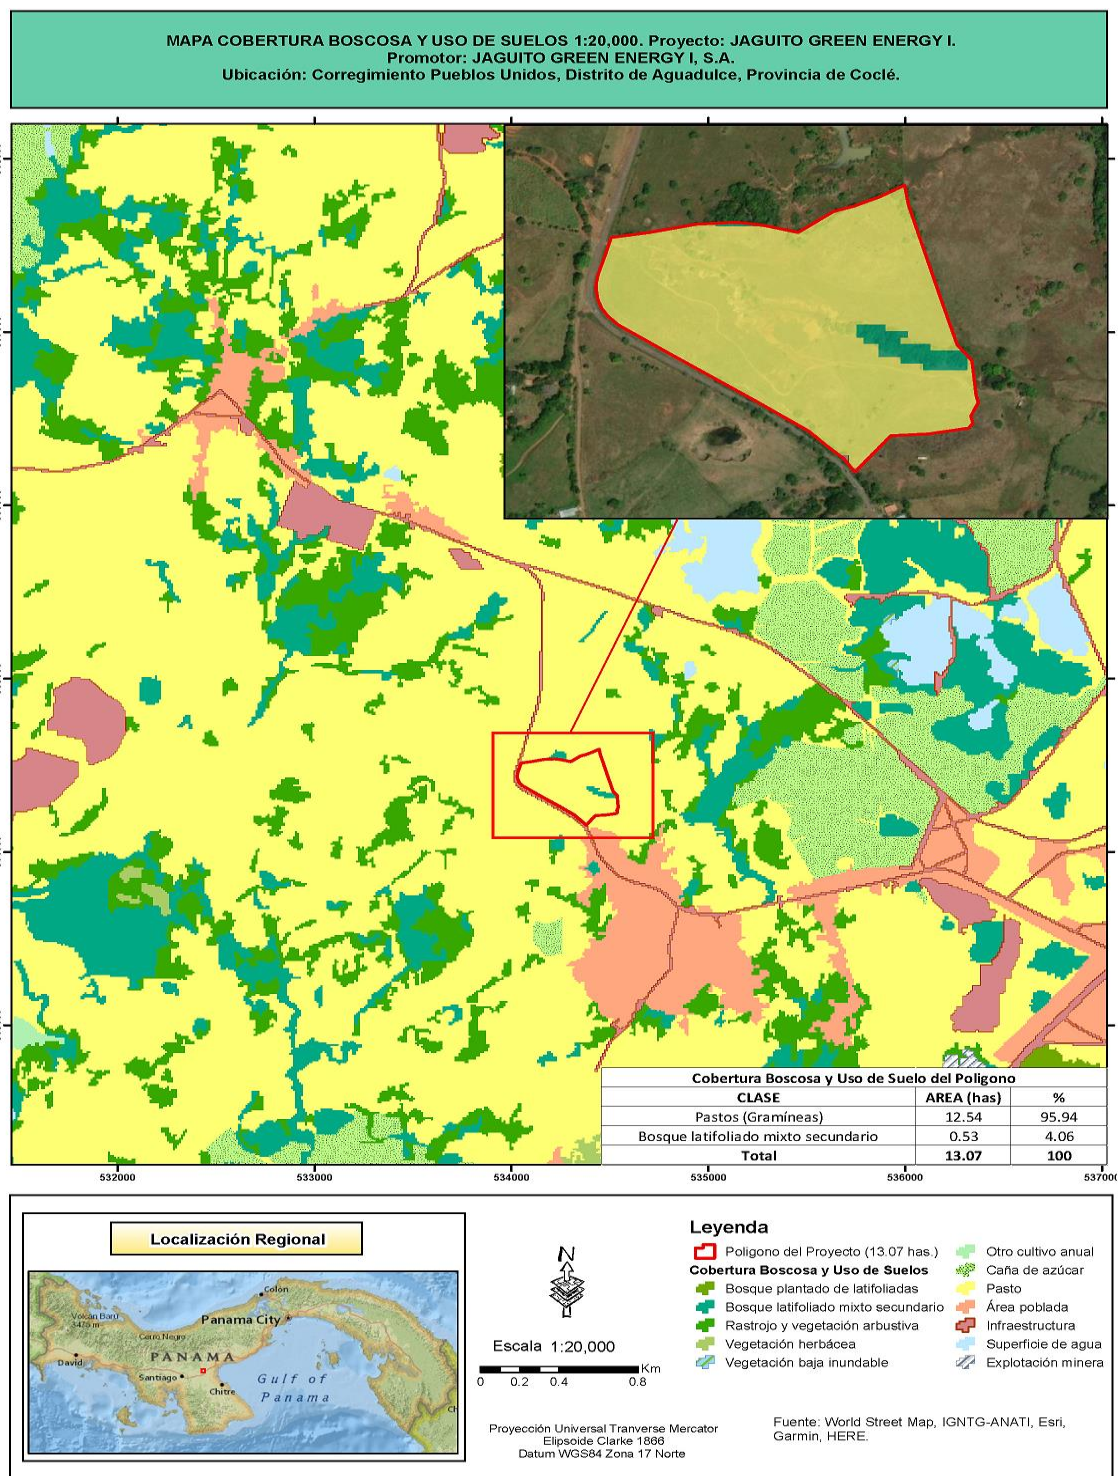 MAPA COBERTURA BOSCOSA Y USO DE SUELOS 1:20,000. Proyecto: JAGUITO GREEN ENERGY I.
Promotor: JAGUITO GREEN ENERGY I, S.A.
Ubicación: Corregimiento Pueblos Unidos, Distrito de Aguadulce, Provincia de Coclé.
Cobertura Boscosa y Uso de Suelo del Poligono
CLASE AREA (has) %
Pastos (Gramíneas) 12.54 95.94
Bosque latifoliado mixto secundario 0.53 4.06
Total 13.07 100
532000 533000 534000 535000 536000
Localización Regional
Colón
Panama City
Volcán Barú
3475 m
Cerro Negro
PANAMA
David
Santiago
Chitre
Gulf of
Panama
N
Escala 1:20,000
Km
0 0.2 0.4 0.8
Proyección Universal Tranverse Mercator
Elipsoide Clarke 1866
Datum WGS84 Zona 17 Norte
Leyenda
Poligono del Proyecto (13.07 has.)
Cobertura Boscosa y Uso de Suelos
Bosque plantado de latifoliadas
Bosque latifoliado mixto secundario
Rastrojo y vegetación arbustiva
Vegetación herbácea
Vegetación baja inundable
Otro cultivo anual
Caña de azúcar
Pasto
Área poblada
Infraestructura
Superficie de agua
Explotación minera
Fuente: World Street Map, IGNTG-ANATI, Esri,
Garmin, HERE.